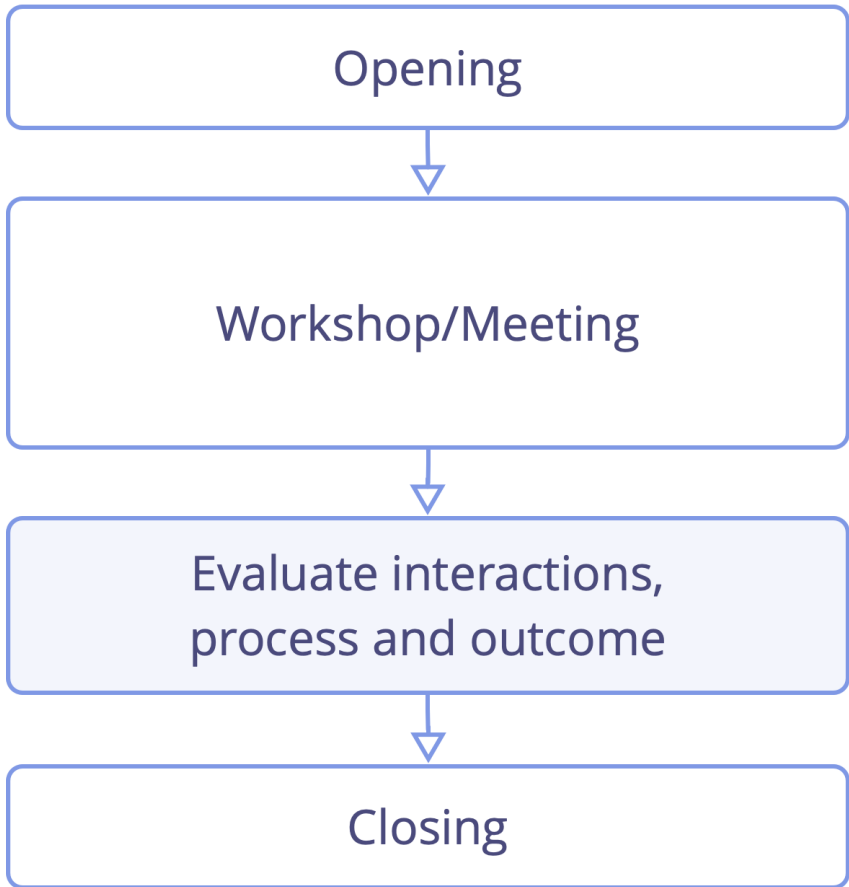 Opening
Workshop/Meeting
Evaluate interactions,
process and outcome
Closing